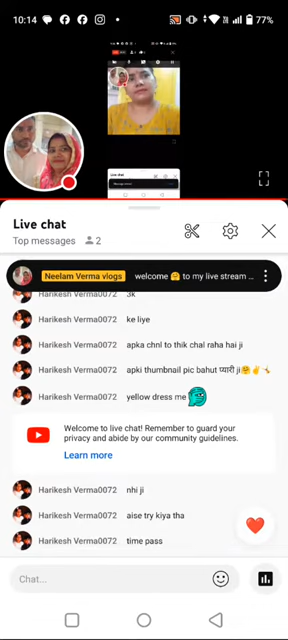 10:14
77%
Live chat
Top messages 2
Neelam Verma vlogs welcome 🤗 to my live stream ...
Harikesh Verma0072 3k
Harikesh Verma0072 ke liye
Harikesh Verma0072 apka chnl to thik chal raha hai ji
Harikesh Verma0072 apki thumbnail pic bahut प्यारी ji🤗✌️🤸
Harikesh Verma0072 yellow dress me
Welcome to live chat! Remember to guard your
privacy and abide by our community guidelines.
Learn more
Harikesh Verma0072 nhi ji
Harikesh Verma0072 aise try kiya tha
Harikesh Verma0072 time pass
Chat...